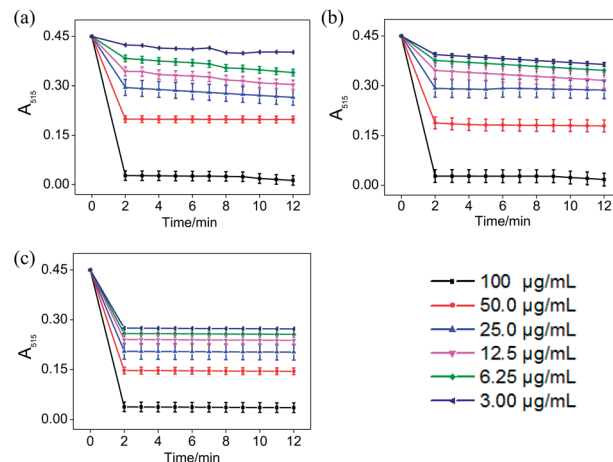 (a)
0.45
0.30
0.15
0.00
A515
0 2 4 6 8 10 12
Time/min
(b)
0.45
0.30
0.15
0.00
A515
0 2 4 6 8 10 12
Time/min
(c)
0.45
0.30
0.15
0.00
A515
0 2 4 6 8 10 12
Time/min
100 µg/mL
50.0 µg/mL
25.0 µg/mL
12.5 µg/mL
6.25 µg/mL
3.00 µg/mL